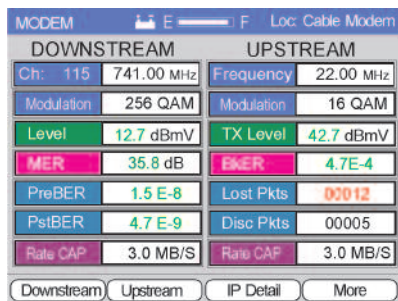 MODEM E F Loc: Cable Modem
DOWNSTREAM UPSTREAM
Ch: 115 741.00 MHz Frequency 22.00 MHz
Modulation 256 QAM Modulation 16 QAM
Level 12.7 dBmV TX Level 42.7 dBmV
MER 35.8 dB BKER 4.7E-4
PreBER 1.5 E-8 Lost Pkts 00012
PstBER 4.7 E-9 Disc Pkts 00005
Rate CAP 3.0 MB/S Rate CAP 3.0 MB/S
Downstream Upstream IP Detail More